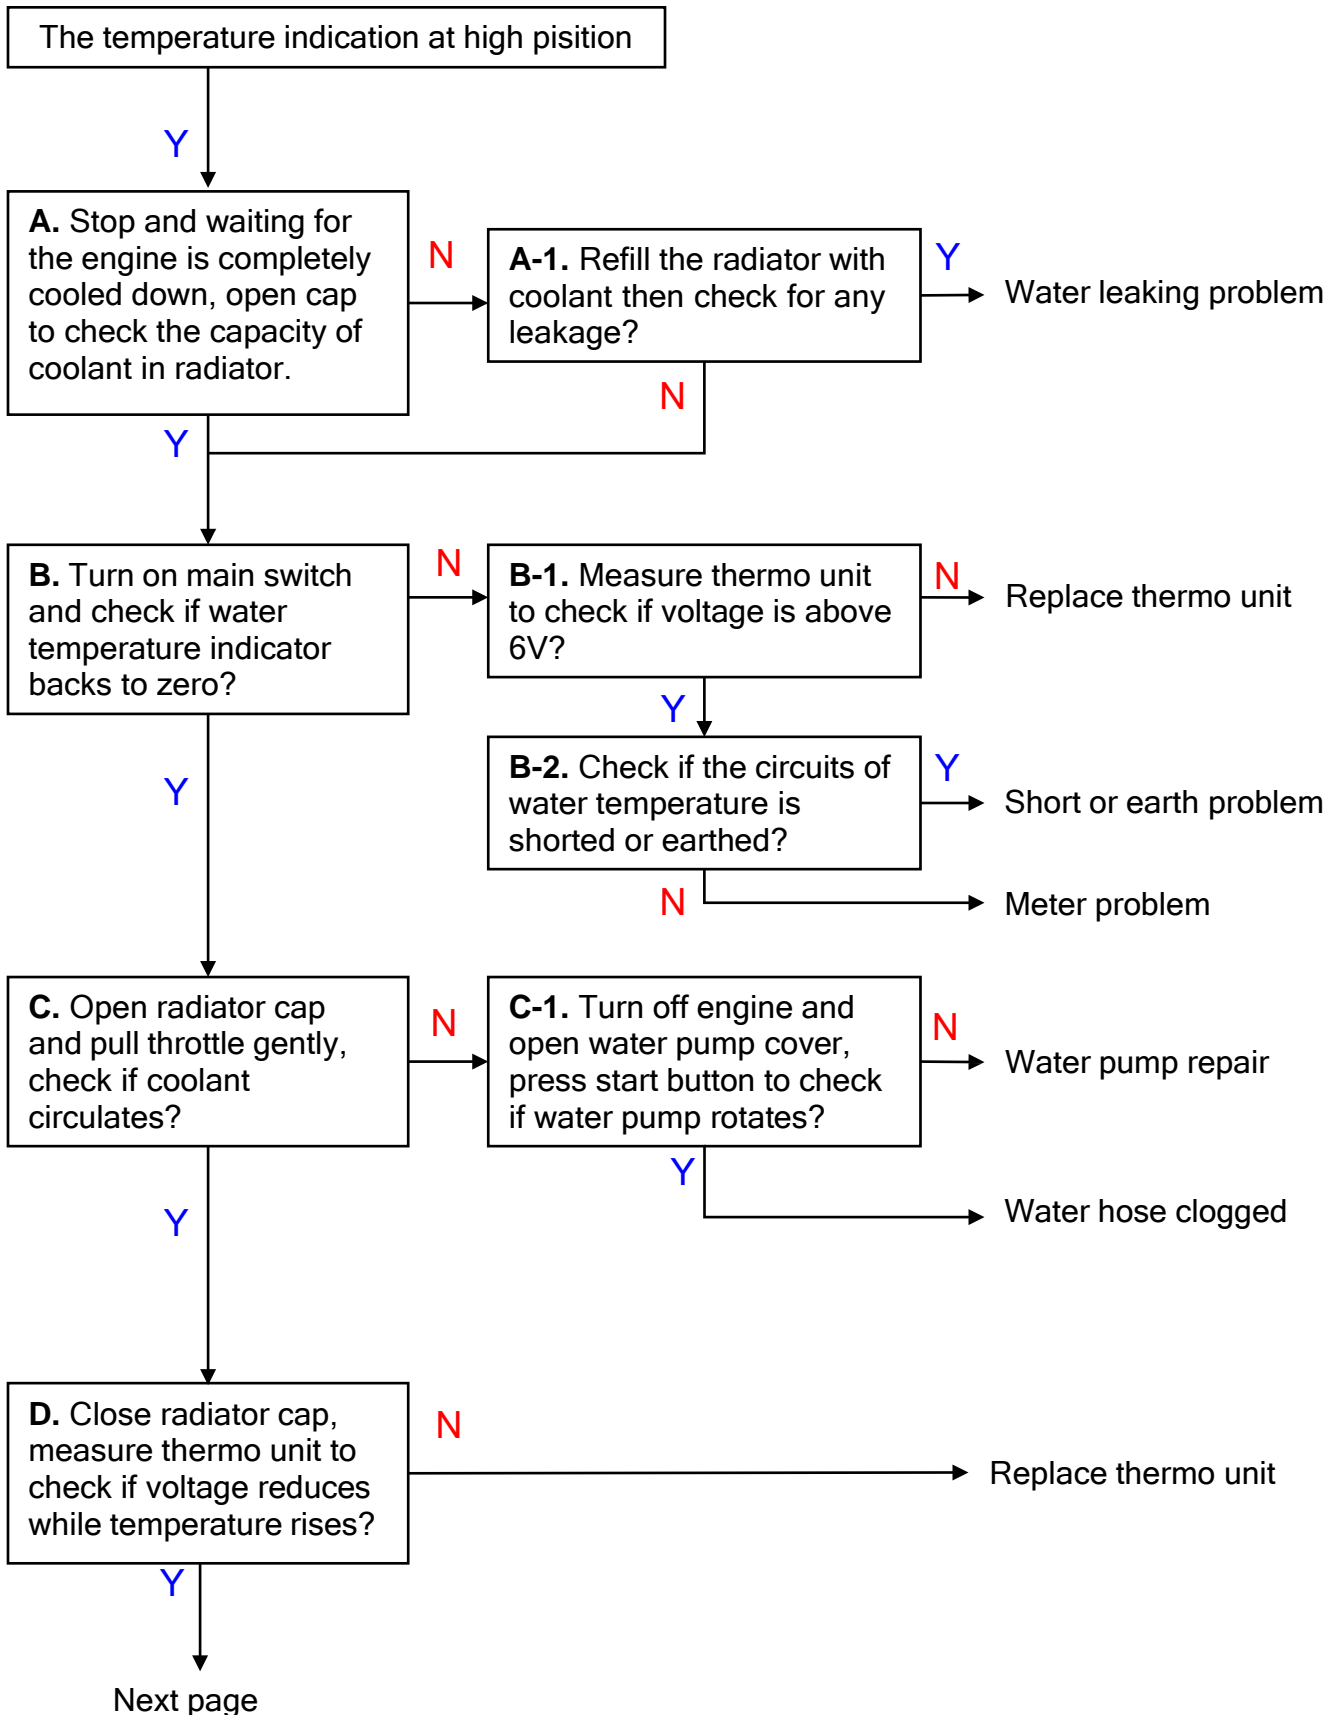 The temperature indication at high pisition
Y
A. Stop and waiting for
the engine is completely
cooled down, open cap
to check the capacity of
coolant in radiator.
N
A-1. Refill the radiator with
coolant then check for any
leakage?
Y
Water leaking problem
N
Y
B. Turn on main switch
and check if water
temperature indicator
backs to zero?
N
B-1. Measure thermo unit
to check if voltage is above
6V?
N
Replace thermo unit
Y
B-2. Check if the circuits of
water temperature is
shorted or earthed?
Y
Short or earth problem
N
Meter problem
Y
C. Open radiator cap
and pull throttle gently,
check if coolant
circulates?
N
C-1. Turn off engine and
open water pump cover,
press start button to check
if water pump rotates?
N
Water pump repair
Y
Water hose clogged
Y
D. Close radiator cap,
measure thermo unit to
check if voltage reduces
while temperature rises?
N
Replace thermo unit
Y
Next page